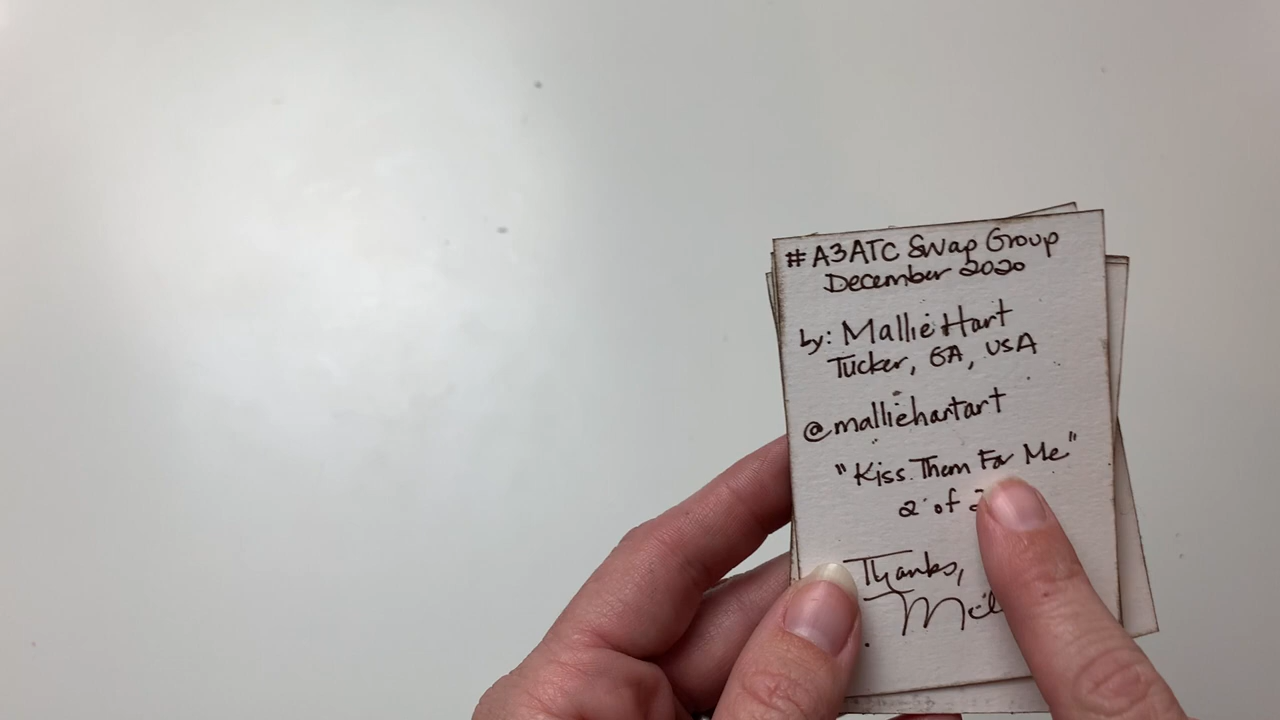 #A3ATC Swap Group
December 2020
by: Mallie Hart
Tucker, GA, USA
@malliehartart
"Kiss Them For Me"
2 of
Thanks,